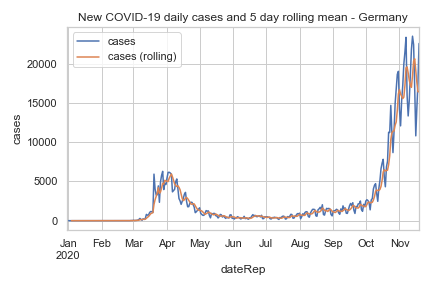 New COVID-19 daily cases and 5 day rolling mean - Germany
cases
cases (rolling)
20000
15000
10000
5000
0
cases
Jan Feb Mar Apr May Jun Jul Aug Sep Oct Nov
2020
dateRep